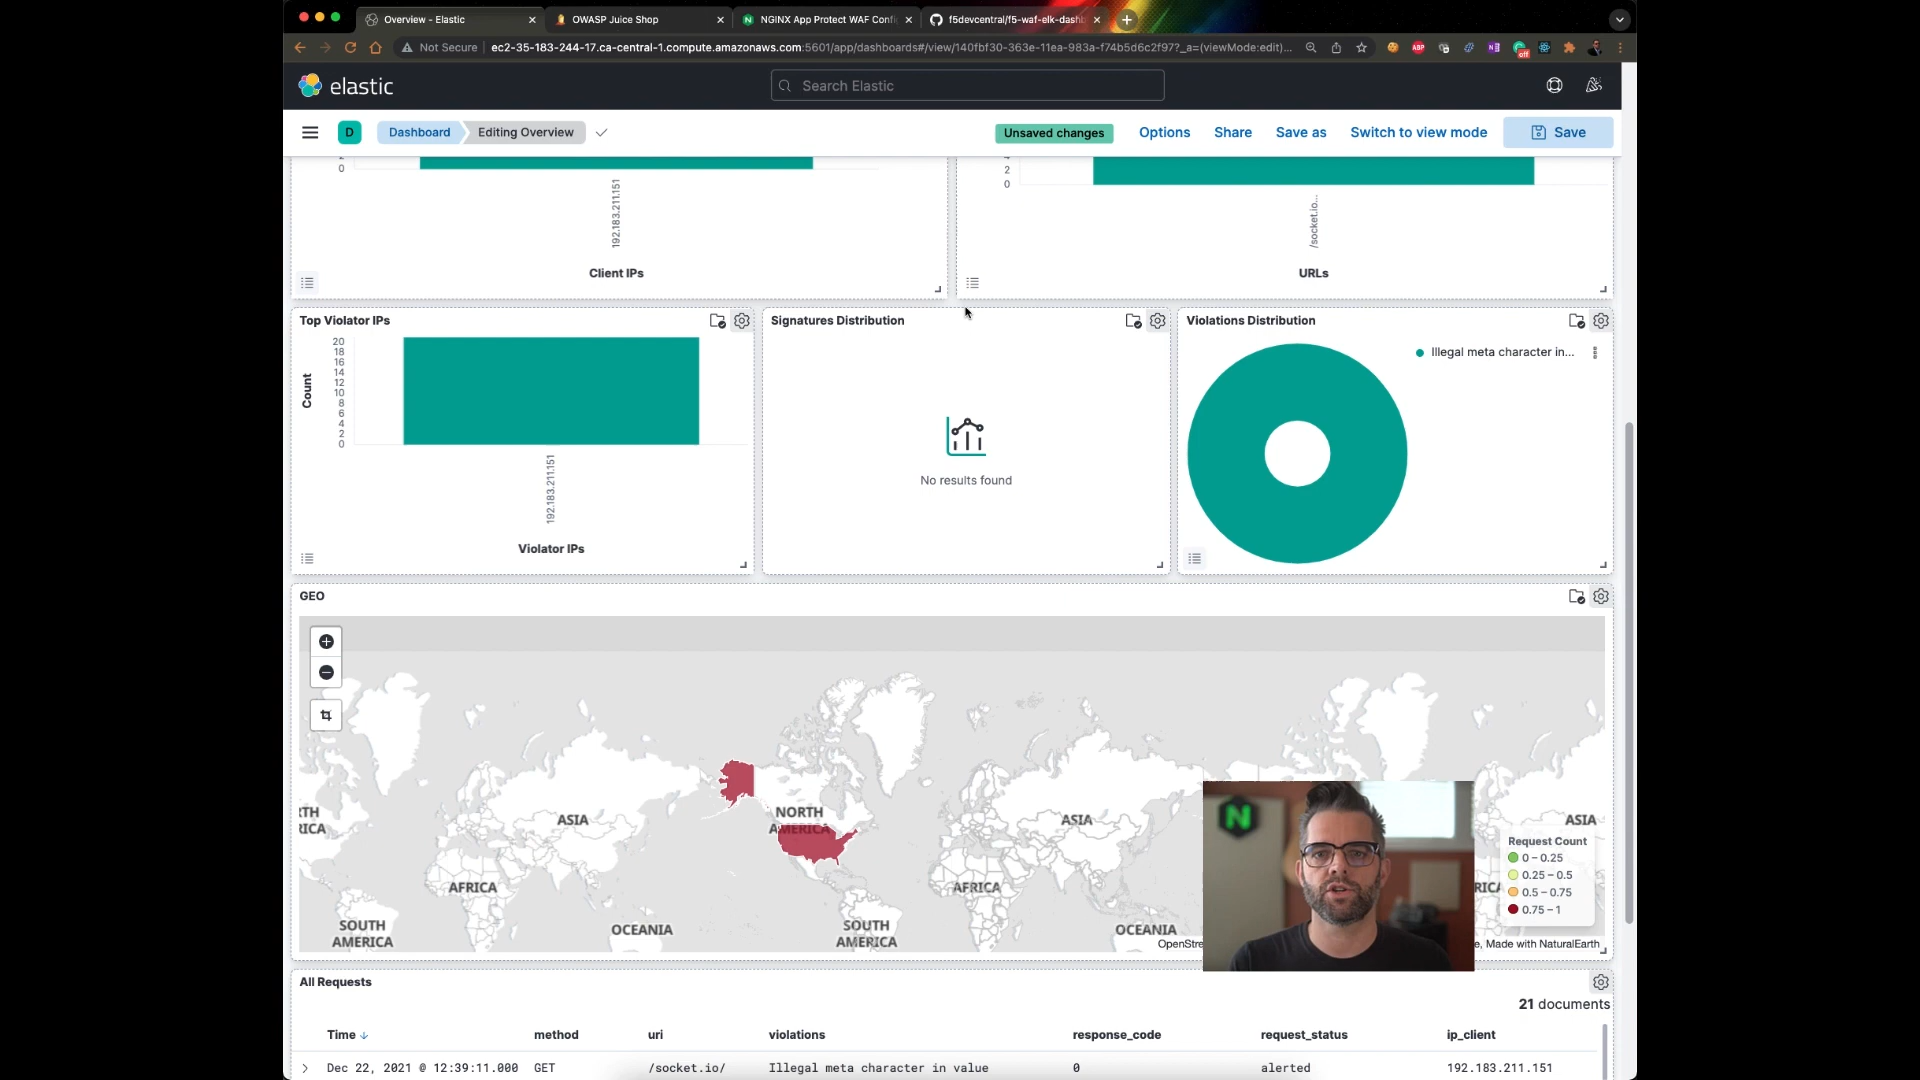 Overview - Elastic
OWASP Juice Shop
NGINX App Protect WAF Confi
f5devcentral/f5-waf-elk-dashb
Not Secure
ec2-35-183-244-17.ca-central-1.compute.amazonaws.com:5601/app/dashboards#/view/140fbf30-363e-11ea-983a-f74b5d6c2f97?_a=(viewMode:edit)...
ABP
off
elastic
Search Elastic
D
Dashboard
Editing Overview
Unsaved changes
Options
Share
Save as
Switch to view mode
Save
0
192.183.211.151
Client IPs
2
0
/socket.io...
URLs
Top Violator IPs
Count
20
18
16
14
12
10
8
6
4
2
0
192.183.211.151
Violator IPs
Signatures Distribution
No results found
Violations Distribution
Illegal meta character in...
GEO
RTH
RICA
ASIA
NORTH
AMERICA
ASIA
ASIA
AFRICA
AFRICA
RICA
SOUTH
AMERICA
OCEANIA
SOUTH
AMERICA
OCEANIA
Request Count
0 – 0.25
0.25 – 0.5
0.5 – 0.75
0.75 – 1
OpenStre
e, Made with NaturalEarth
N
All Requests
21 documents
Time
method
uri
violations
response_code
request_status
ip_client
Dec 22, 2021 @ 12:39:11.000
GET
/socket.io/
Illegal meta character in value
0
alerted
192.183.211.151